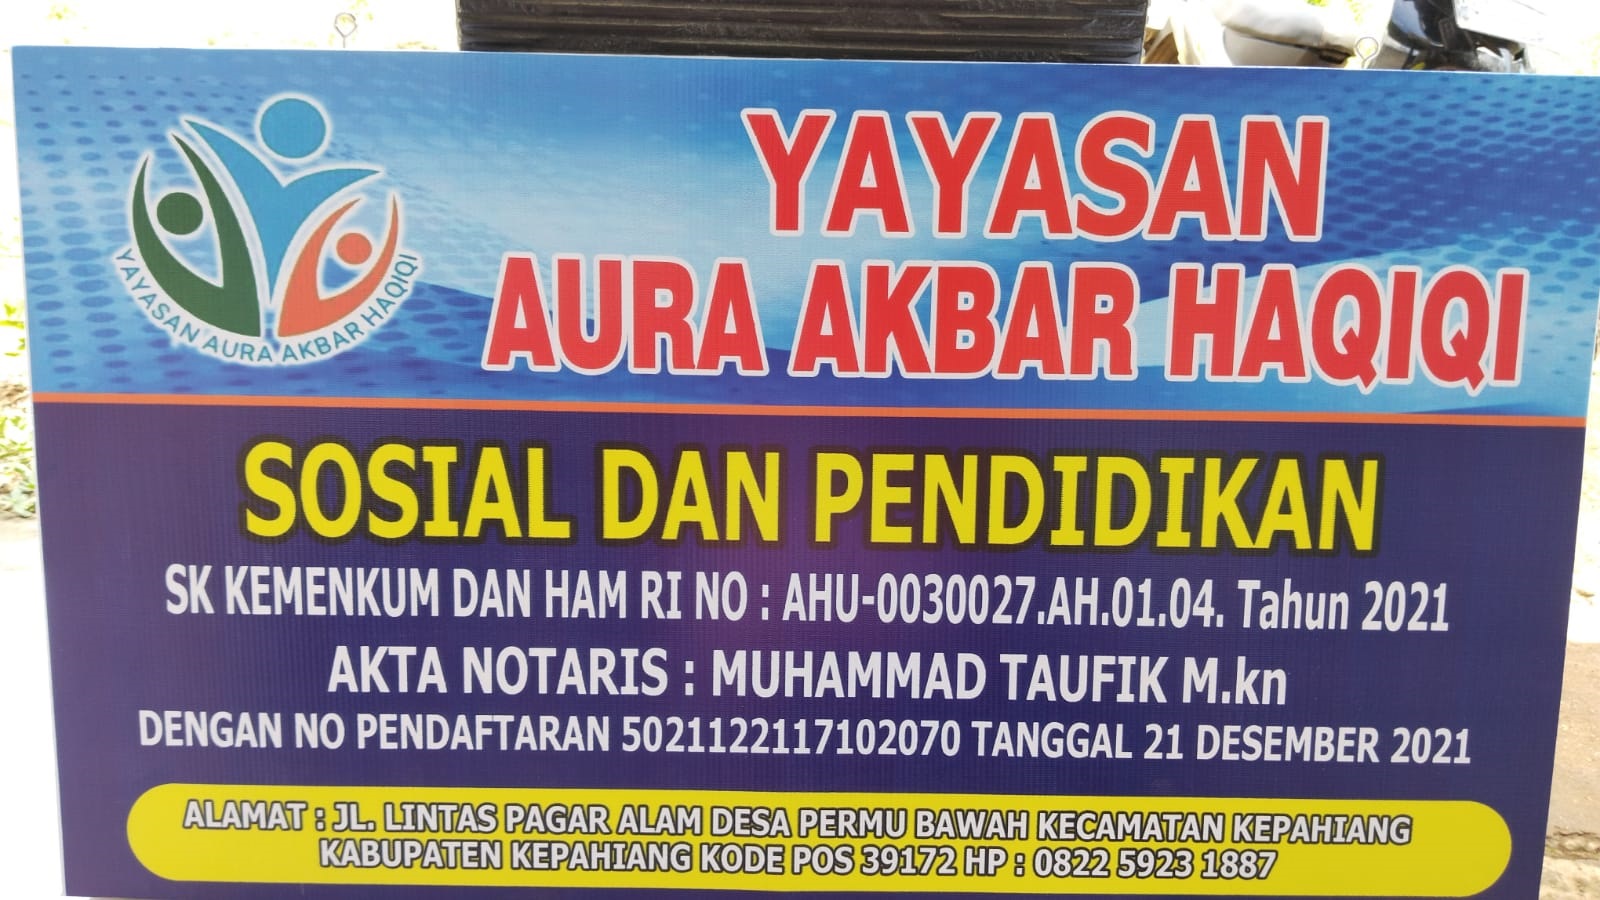 YAYASAN AURA AKBAR HAQIQI
YAYASAN
AURA AKBAR HAQIQI
SOSIAL DAN PENDIDIKAN
SK KEMENKUM DAN HAM RI NO : AHU-0030027.AH.01.04. Tahun 2021
AKTA NOTARIS : MUHAMMAD TAUFIK M.kn
DENGAN NO PENDAFTARAN 5021122117102070 TANGGAL 21 DESEMBER 2021
ALAMAT : JL. LINTAS PAGAR ALAM DESA PERMU BAWAH KECAMATAN KEPAHIANG
KABUPATEN KEPAHIANG KODE POS 39172 HP : 0822 5923 1887